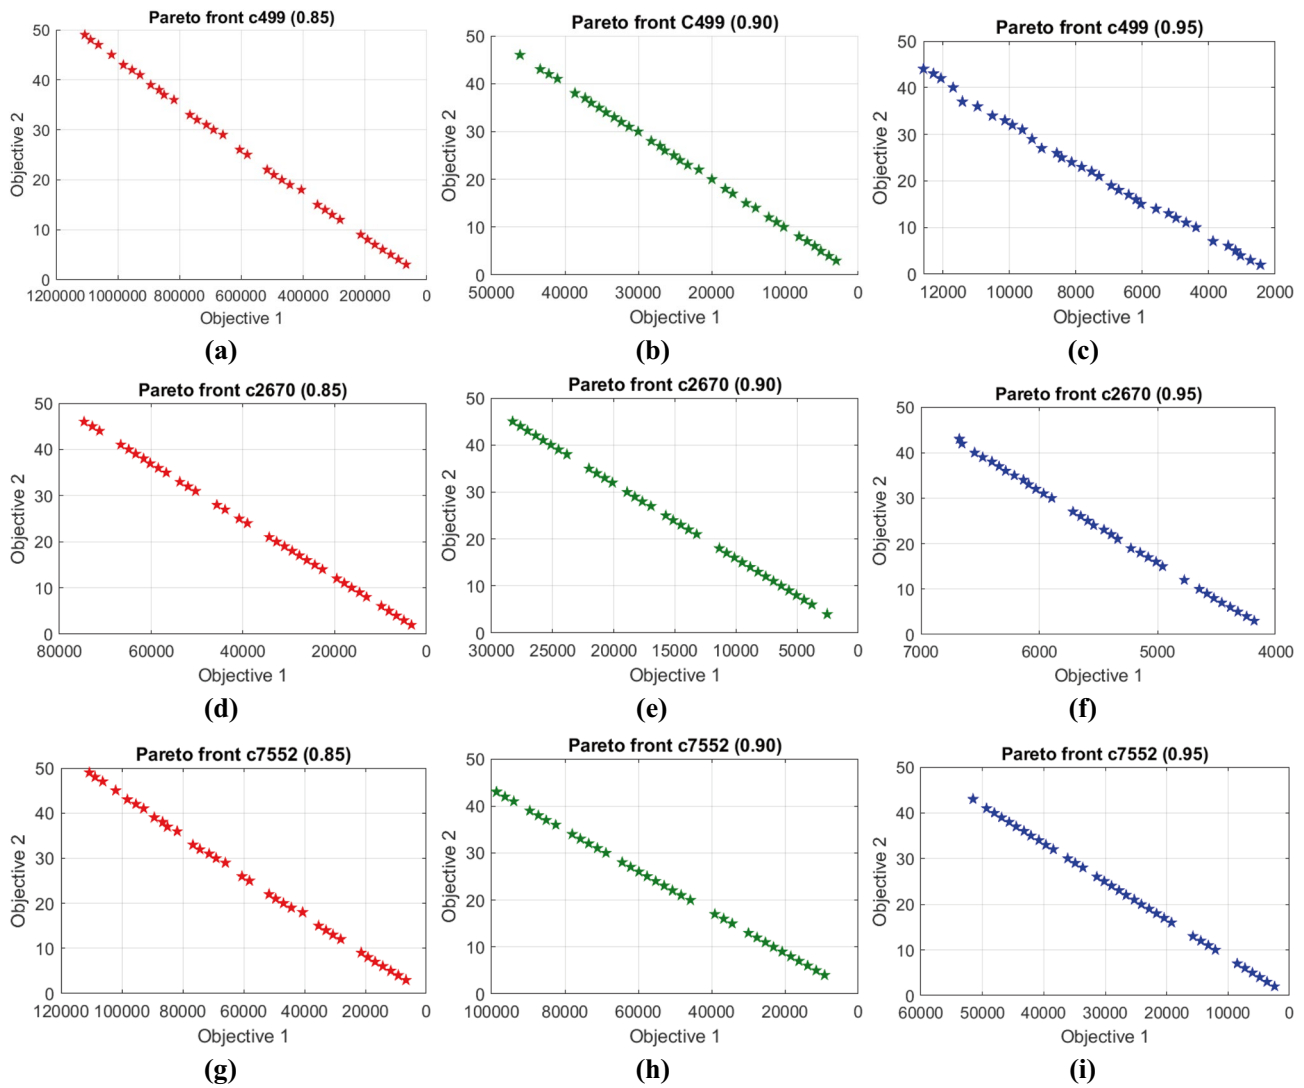 Pareto front c499 (0.85)
Objective 2
50
40
30
20
10
0
1200000 1000000 800000 600000 400000 200000 0
Objective 1
(a)
Pareto front C499 (0.90)
Objective 2
50
40
30
20
10
0
50000 40000 30000 20000 10000 0
Objective 1
(b)
Pareto front c499 (0.95)
Objective 2
50
40
30
20
10
0
12000 10000 8000 6000 4000 2000
Objective 1
(c)
Pareto front c2670 (0.85)
Objective 2
50
40
30
20
10
0
80000 60000 40000 20000 0
Objective 1
(d)
Pareto front c2670 (0.90)
Objective 2
50
40
30
20
10
0
30000 25000 20000 15000 10000 5000 0
Objective 1
(e)
Pareto front c2670 (0.95)
Objective 2
50
40
30
20
10
0
7000 6000 5000 4000
Objective 1
(f)
Pareto front c7552 (0.85)
Objective 2
50
40
30
20
10
0
120000 100000 80000 60000 40000 20000 0
Objective 1
(g)
Pareto front c7552 (0.90)
Objective 2
50
40
30
20
10
0
100000 80000 60000 40000 20000 0
Objective 1
(h)
Pareto front c7552 (0.95)
Objective 2
50
40
30
20
10
0
60000 50000 40000 30000 20000 10000 0
Objective 1
(i)